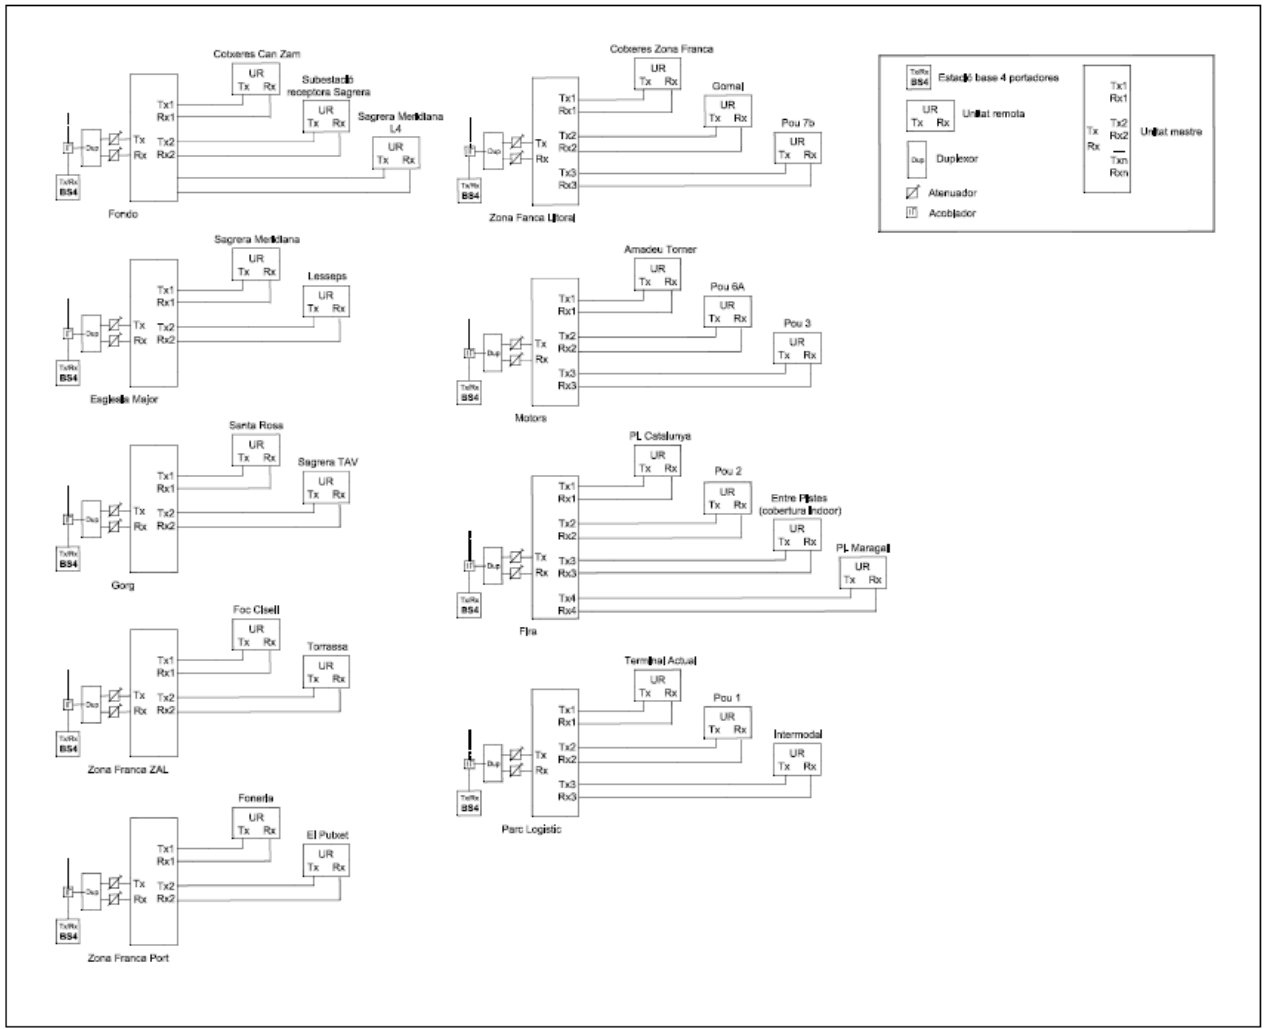 Cotxeres Can Zam
UR
Tx Rx
Subestació
receptora Sagrera
UR
Tx Rx
Sagrera Meridiana
L4
UR
Tx Rx
Tx1
Rx1
Tx2
Rx2
Tx
Rx
Dup
Tx/Rx
BS4
Fondo
Sagrera Meridiana
UR
Tx Rx
Lesseps
UR
Tx Rx
Tx1
Rx1
Tx2
Rx2
Tx
Rx
Dup
Tx/Rx
BS4
Esglesia Major
Santa Rosa
UR
Tx Rx
Sagrera TAV
UR
Tx Rx
Tx1
Rx1
Tx2
Rx2
Tx
Rx
Dup
Tx/Rx
BS4
Gorg
Foc Cisell
UR
Tx Rx
Torrassa
UR
Tx Rx
Tx1
Rx1
Tx2
Rx2
Tx
Rx
Dup
Tx/Rx
BS4
Zona Franca ZAL
Foneria
UR
Tx Rx
El Putxet
UR
Tx Rx
Tx1
Rx1
Tx2
Rx2
Tx
Rx
Dup
Tx/Rx
BS4
Zona Franca Port
Cotxeres Zona Franca
UR
Tx Rx
Gornal
UR
Tx Rx
Pou 7b
UR
Tx Rx
Tx1
Rx1
Tx2
Rx2
Tx3
Rx3
Tx
Rx
Dup
Tx/Rx
BS4
Zona Fanca Litoral
Amadeu Torner
UR
Tx Rx
Pou 6A
UR
Tx Rx
Pou 3
UR
Tx Rx
Tx1
Rx1
Tx2
Rx2
Tx3
Rx3
Tx
Rx
Dup
Tx/Rx
BS4
Motors
PL Catalunya
UR
Tx Rx
Pou 2
UR
Tx Rx
Entre Pistes
(cobertura Indoor)
UR
Tx Rx
PL Maragall
UR
Tx Rx
Tx1
Rx1
Tx2
Rx2
Tx3
Rx3
Tx4
Rx4
Tx
Rx
Dup
Tx/Rx
BS4
Fira
Terminal Actual
UR
Tx Rx
Pou 1
UR
Tx Rx
Intermodal
UR
Tx Rx
Tx1
Rx1
Tx2
Rx2
Tx3
Rx3
Tx
Rx
Dup
Tx/Rx
BS4
Parc Logistic
Tx/Rx
BS4
Estació base 4 portadores
UR
Tx Rx
Unitat remota
Dup
Duplexor
Atenuador
Acoblador
Tx1
Rx1
Tx2
Rx2
Txn
Rxn
Tx
Rx
Unitat mestre